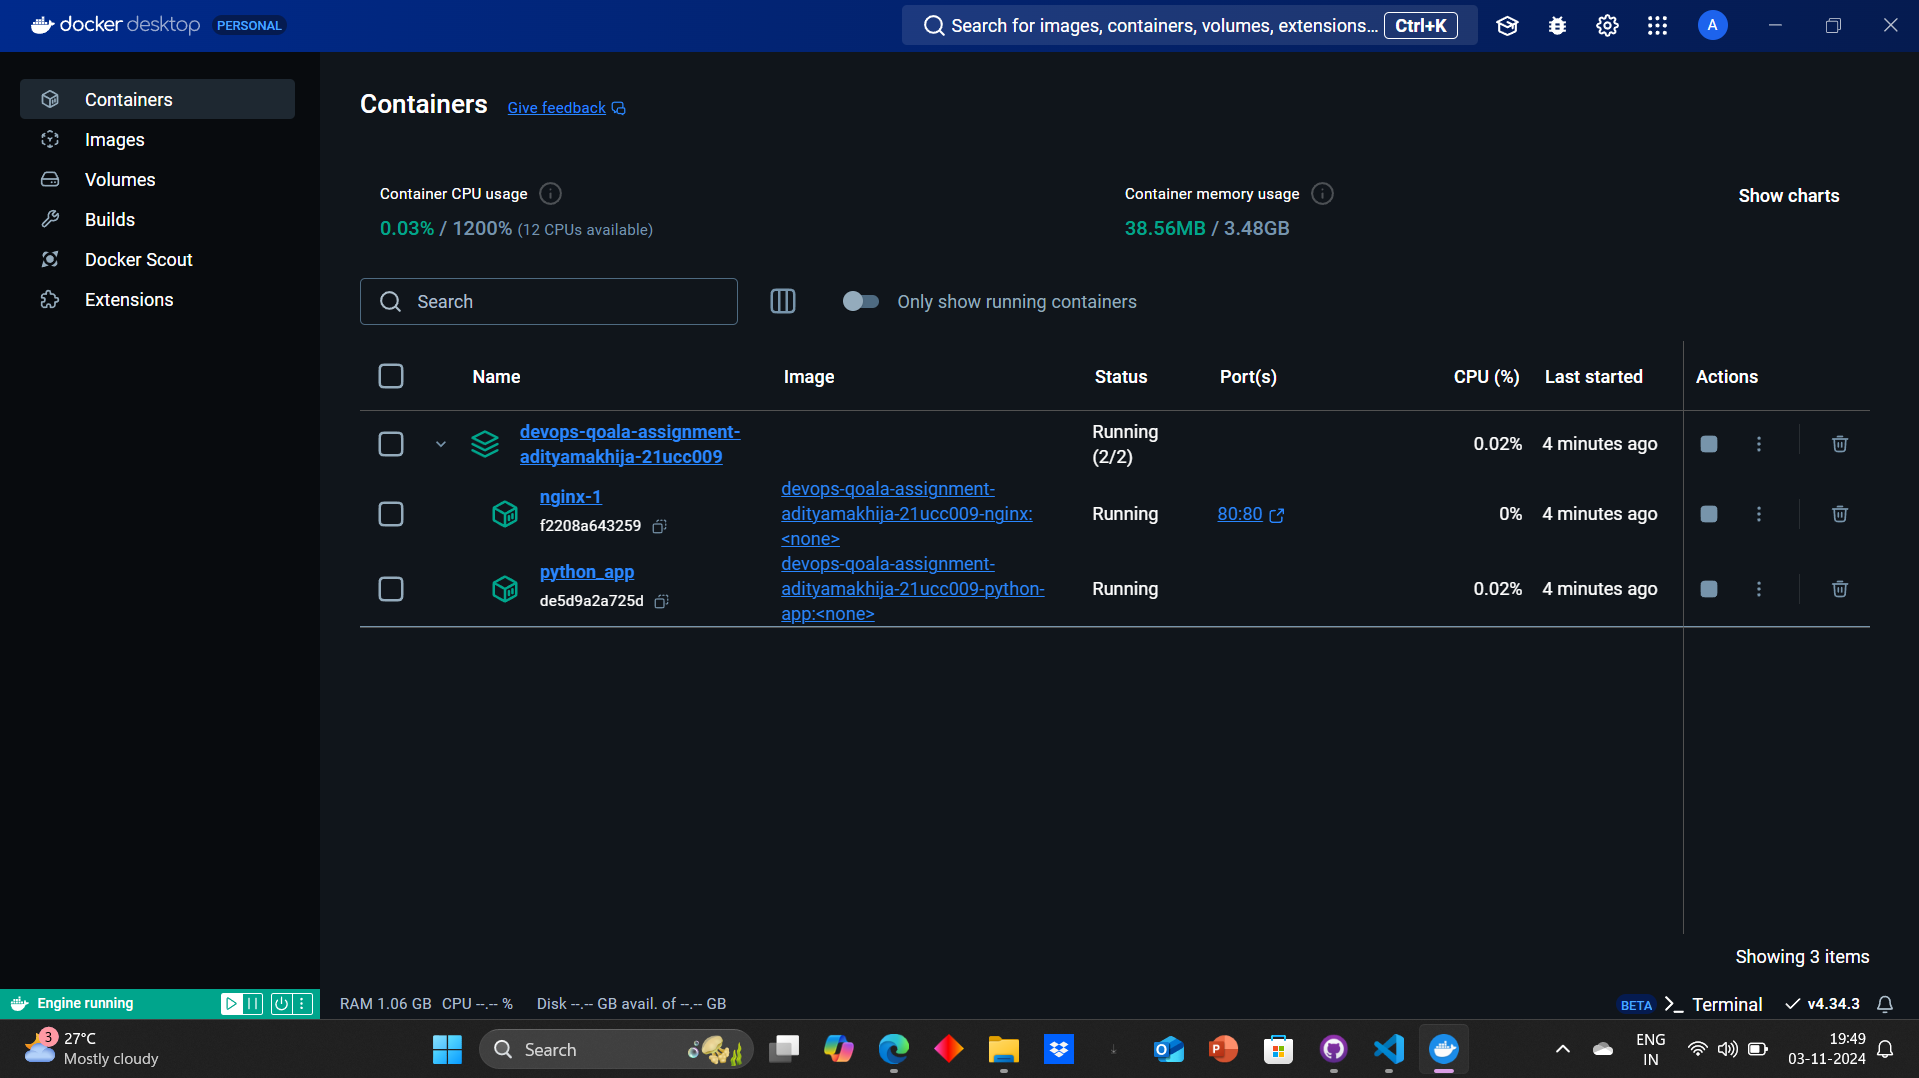 docker desktop PERSONAL
Search for images, containers, volumes, extensions... Ctrl+K
A
Containers
Images
Volumes
Builds
Docker Scout
Extensions
Containers Give feedback
Container CPU usage
0.03% / 1200% (12 CPUs available)
Container memory usage
38.56MB / 3.48GB
Show charts
Search
Only show running containers
Name Image Status Port(s) CPU (%) Last started Actions
devops-qoala-assignment-
adityamakhija-21ucc009
Running
(2/2)
0.02% 4 minutes ago
nginx-1
f2208a643259
devops-qoala-assignment-
adityamakhija-21ucc009-nginx:
<none>
Running 80:80 0% 4 minutes ago
python_app
de5d9a2a725d
devops-qoala-assignment-
adityamakhija-21ucc009-python-
app:<none>
Running 0.02% 4 minutes ago
Showing 3 items
Engine running
RAM 1.06 GB CPU --.-- % Disk --.-- GB avail. of --.-- GB
BETA Terminal v4.34.3
3
27°C
Mostly cloudy
Search
ENG
IN
19:49
03-11-2024